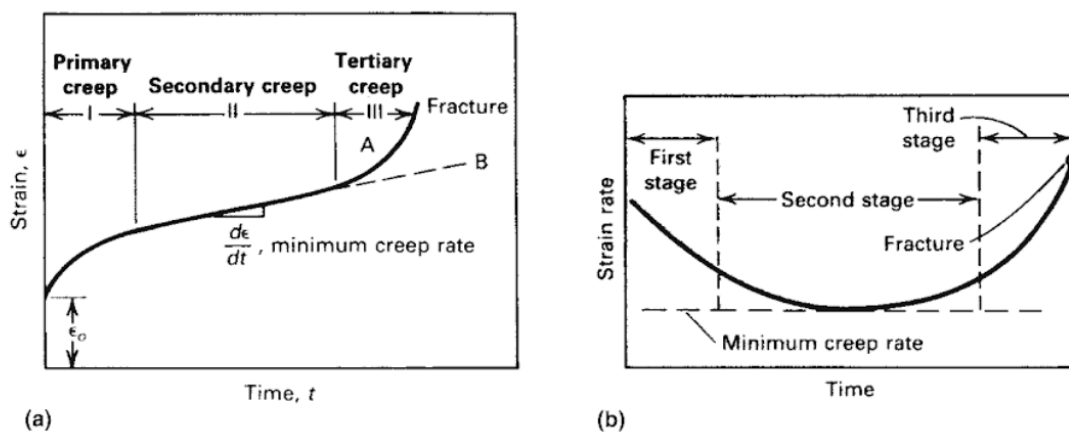 Primary
creep
Secondary creep
Tertiary
creep
I
II
III
Fracture
A
B
Strain, ε
dε
dt
, minimum creep rate
ε₀
Time, t
(a)
Third
stage
First
stage
Second stage
Fracture
Strain rate
Minimum creep rate
Time
(b)